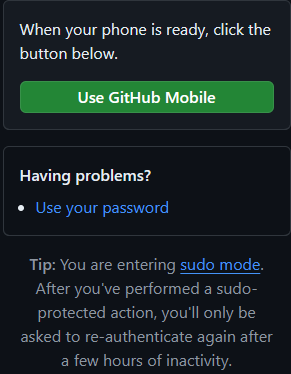 When your phone is ready, click the
button below.
Use GitHub Mobile
Having problems?
• Use your password
Tip: You are entering sudo mode.
After you've performed a sudo-
protected action, you'll only be
asked to re-authenticate again after
a few hours of inactivity.